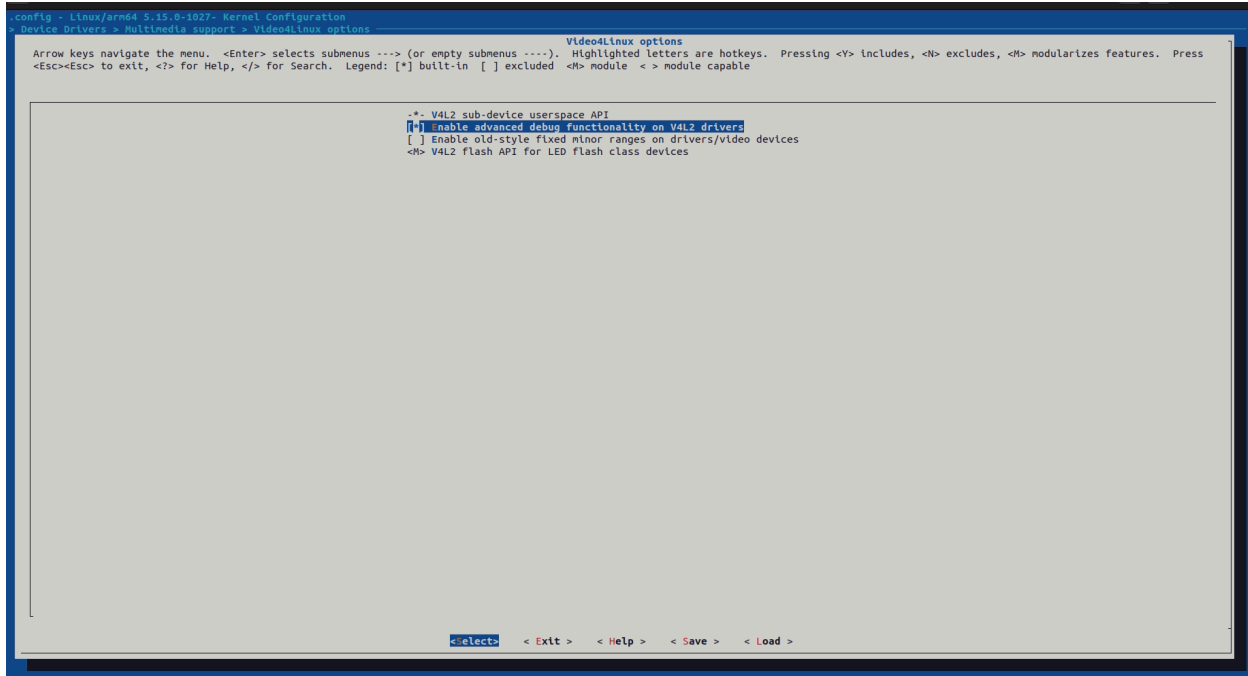 .config - Linux/arm64 5.15.0-1027- Kernel Configuration
> Device Drivers > Multimedia support > Video4Linux options
Video4Linux options
Arrow keys navigate the menu.  <Enter> selects submenus ---> (or empty submenus ----).  Highlighted letters are hotkeys.  Pressing <Y> includes, <N> excludes, <M> modularizes features.  Press
<Esc><Esc> to exit, <?> for Help, </> for Search.  Legend: [*] built-in  [ ] excluded  <M> module  < > module capable
-*- V4L2 sub-device userspace API
[*] Enable advanced debug functionality on V4L2 drivers
[ ] Enable old-style fixed minor ranges on drivers/video devices
<M> V4L2 flash API for LED flash class devices
<Select>    < Exit >    < Help >    < Save >    < Load >